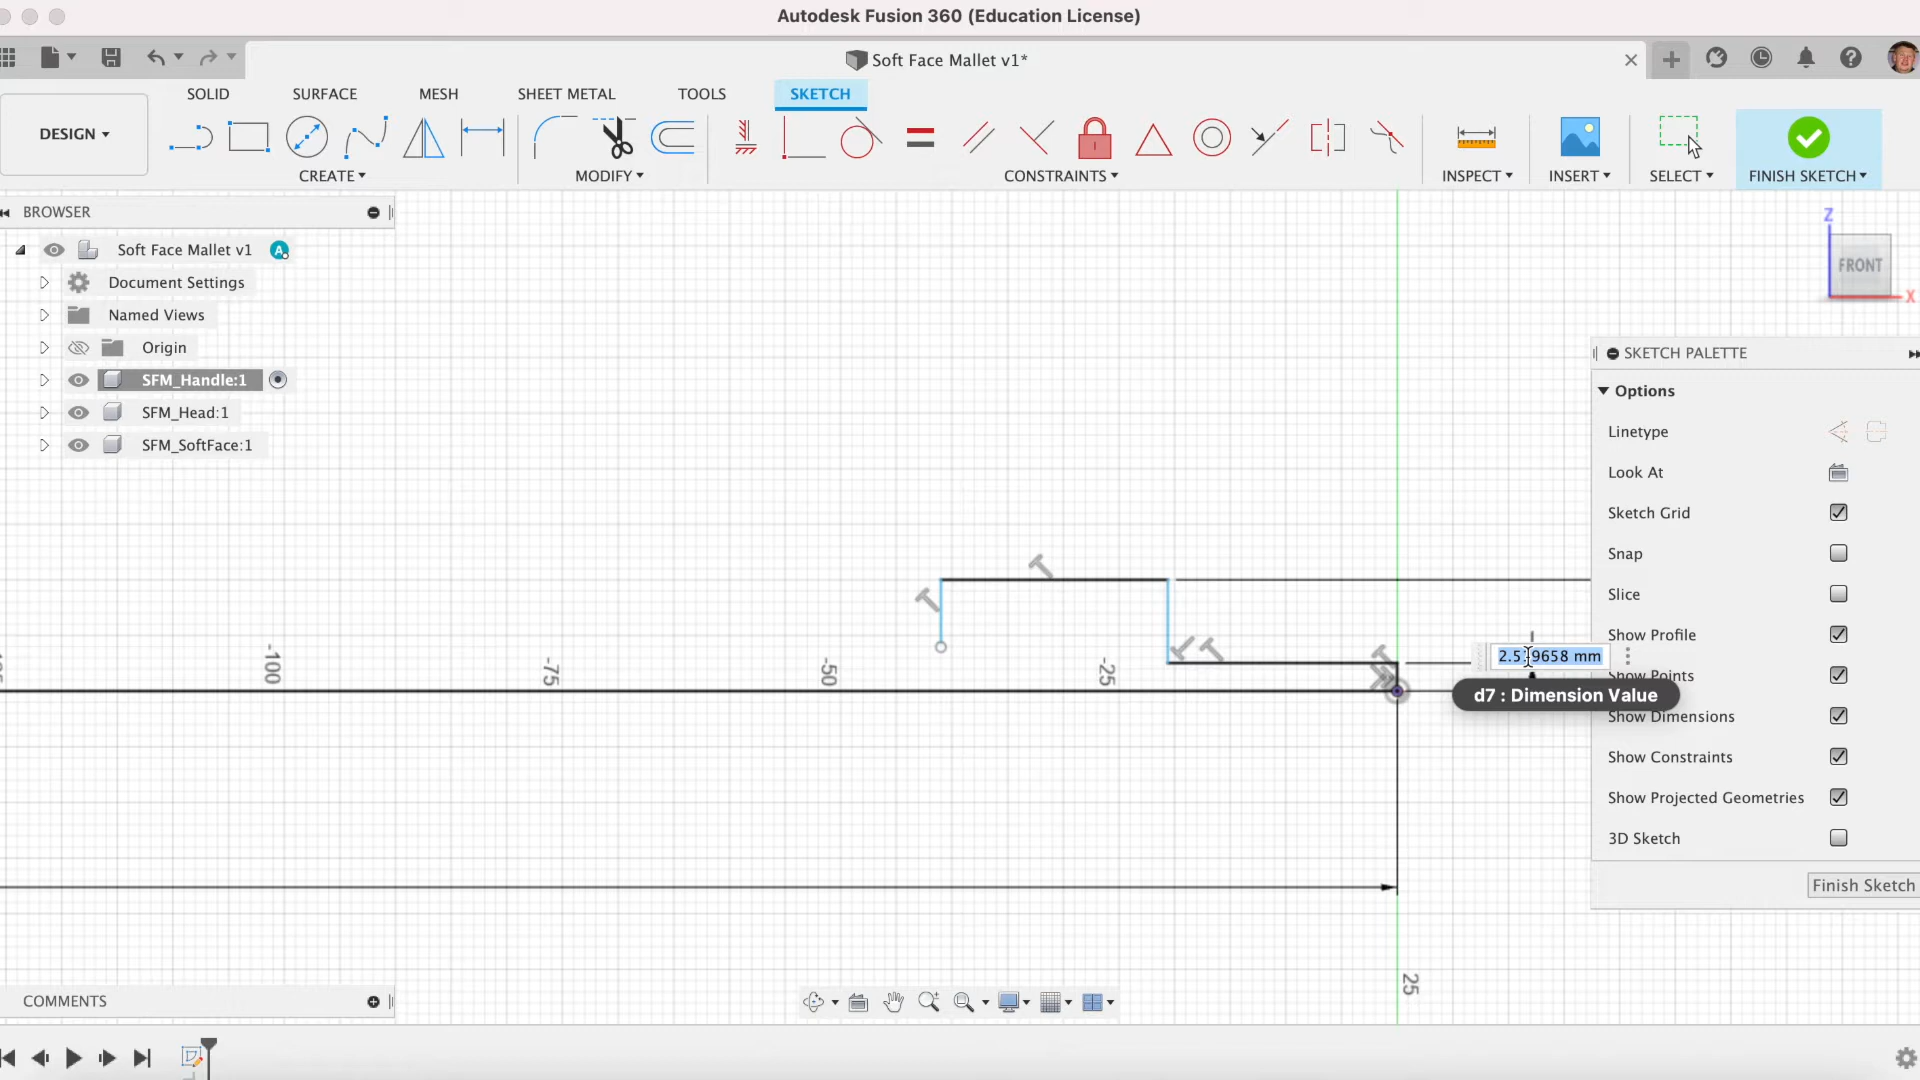 Autodesk Fusion 360 (Education License)
Soft Face Mallet v1*
SOLID SURFACE MESH SHEET METAL TOOLS SKETCH
DESIGN
CREATE MODIFY CONSTRAINTS INSPECT INSERT SELECT FINISH SKETCH
BROWSER
Soft Face Mallet v1 A
Document Settings
Named Views
Origin
SFM_Handle:1
SFM_Head:1
SFM_SoftFace:1
Z
FRONT
X
SKETCH PALETTE
Options
Linetype
Look At
Sketch Grid
Snap
Slice
Show Profile
Show Points
Show Dimensions
Show Constraints
Show Projected Geometries
3D Sketch
Finish Sketch
-100 -75 -50 -25
mm
d7 : Dimension Value
25
COMMENTS